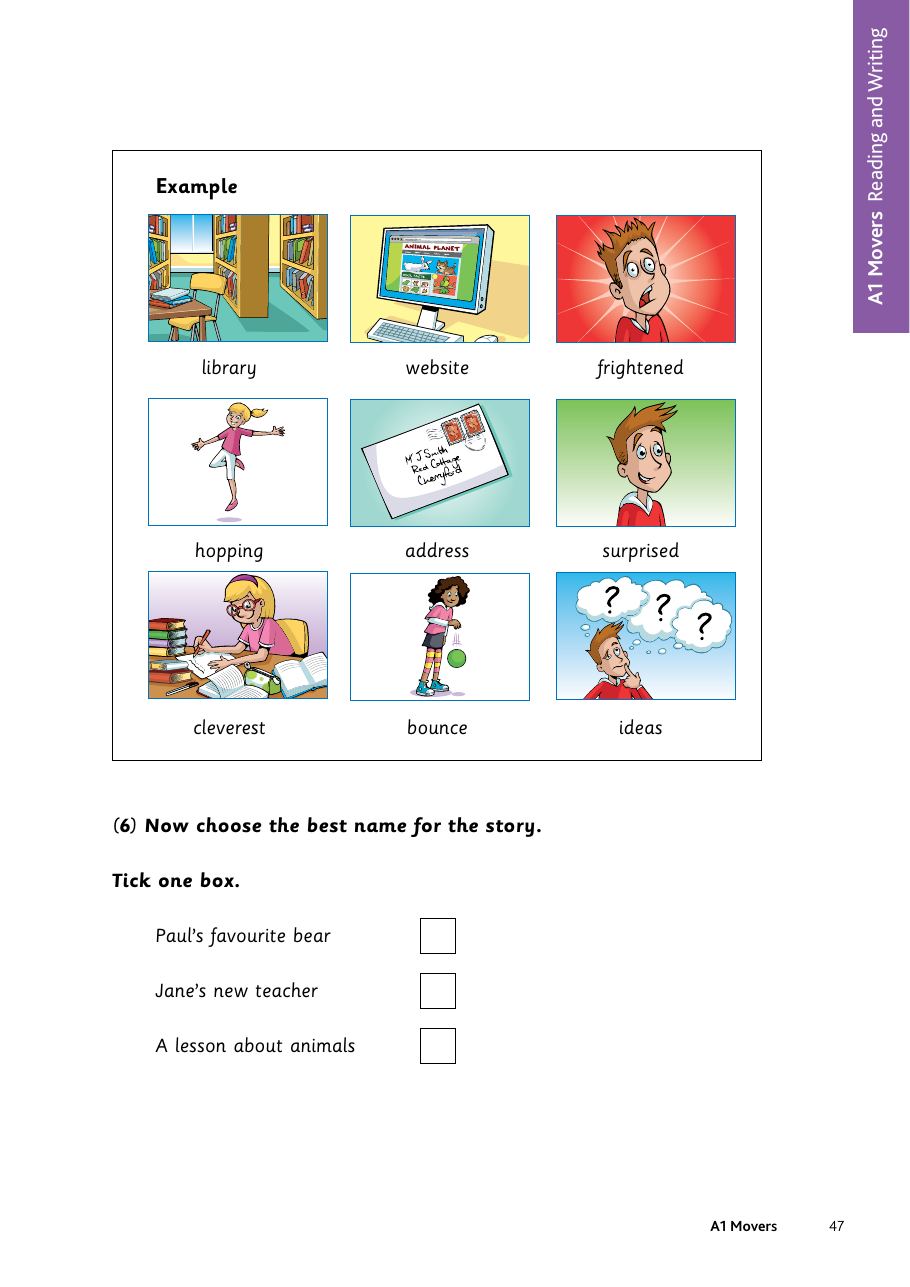 A1 Movers Reading and Writing
Example
library website frightened
ANIMAL PLANET
M J Smith
Red Cottage
hopping address surprised
cleverest bounce ideas
? ? ?
(6) Now choose the best name for the story.
Tick one box.
Paul's favourite bear
Jane's new teacher
A lesson about animals
A1 Movers 47